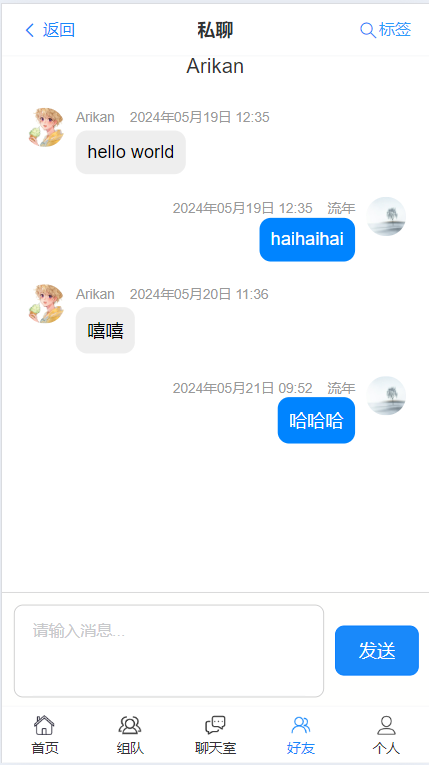 返回
私聊
标签
Arikan
Arikan 2024年05月19日 12:35
hello world
2024年05月19日 12:35 流年
haihaihai
Arikan 2024年05月20日 11:36
嘻嘻
2024年05月21日 09:52 流年
哈哈哈
请输入消息...
发送
首页
组队
聊天室
好友
个人